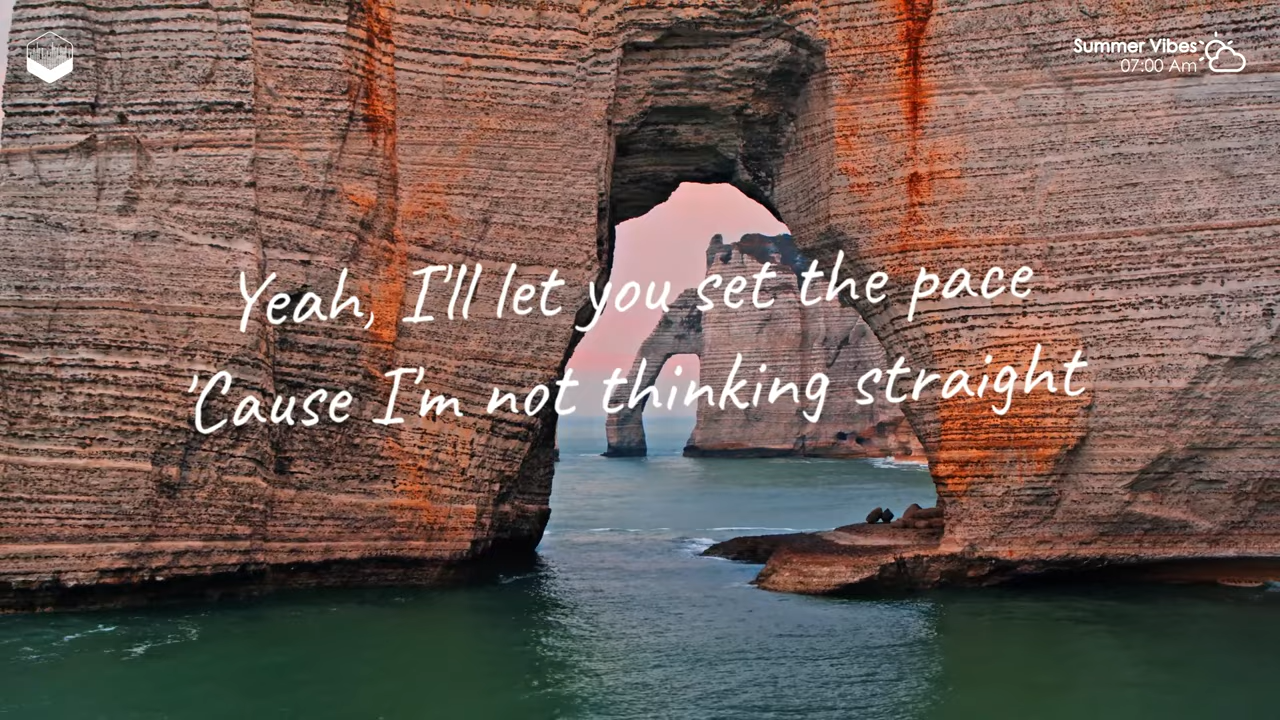 Summer Vibes
07:00 Am
Yeah, I'll let you set the pace
'Cause I'm not thinking straight